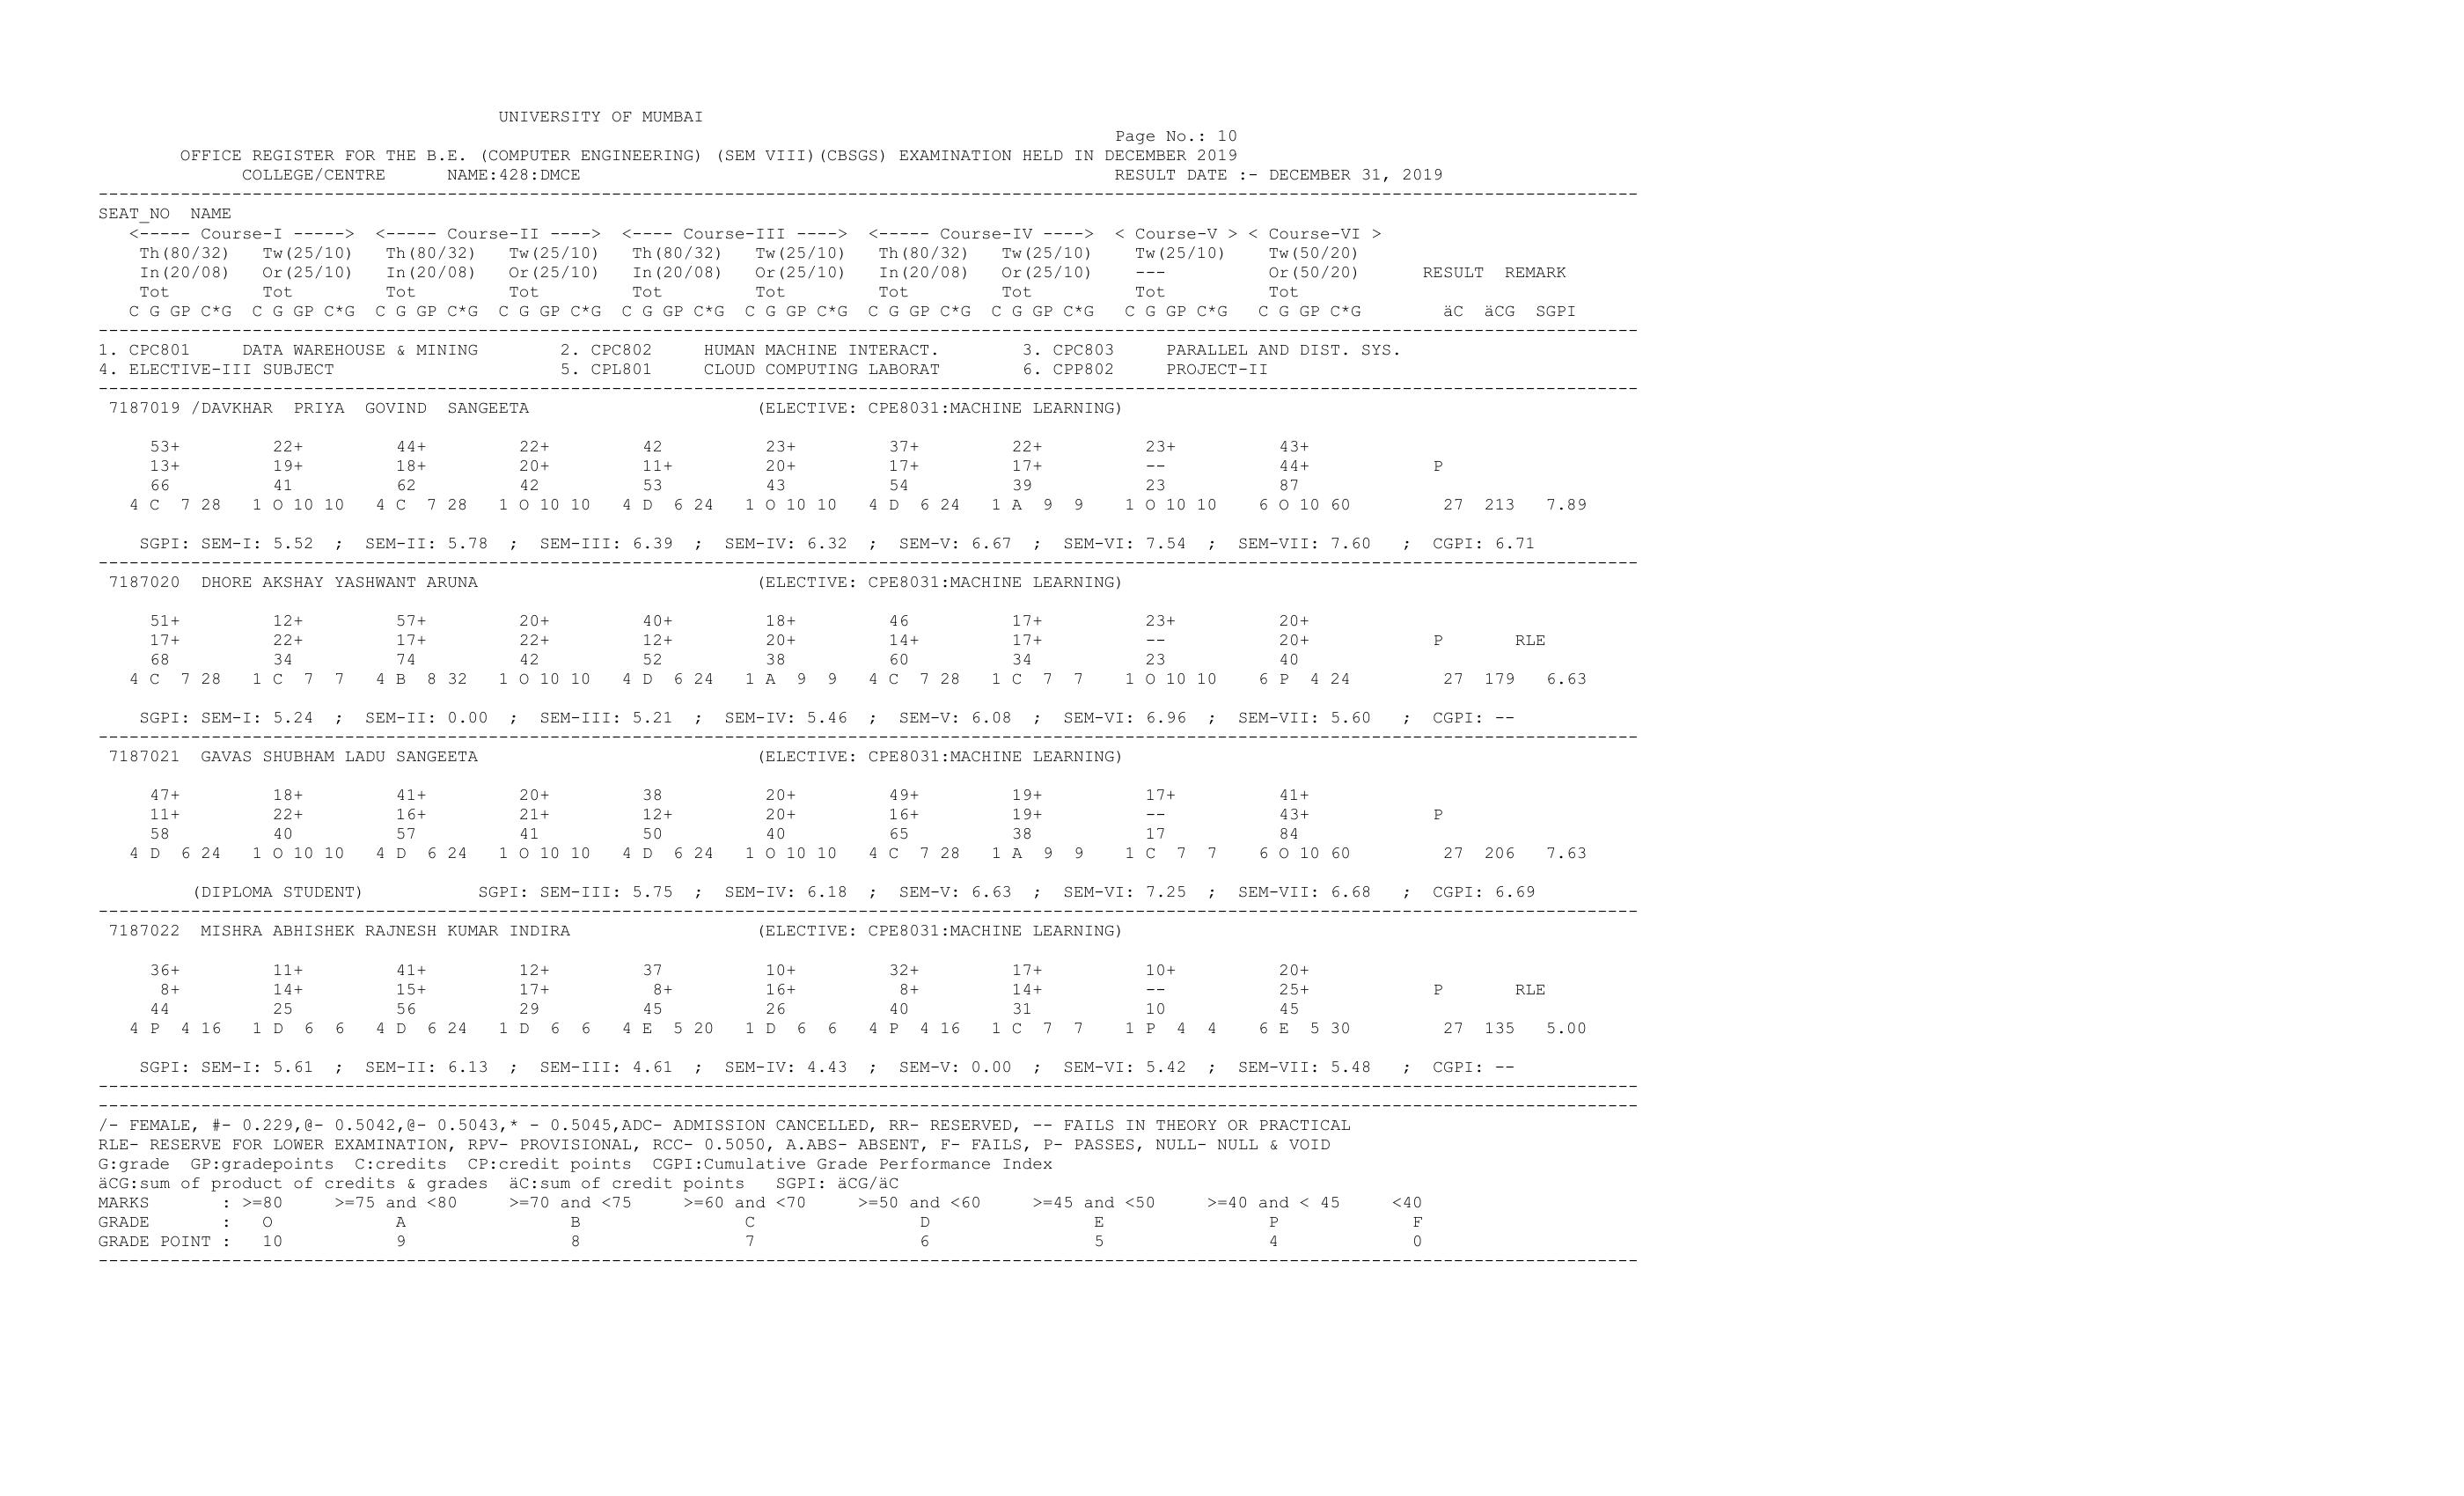 UNIVERSITY OF MUMBAI
Page No.: 10
OFFICE REGISTER FOR THE B.E. (COMPUTER ENGINEERING) (SEM VIII)(CBSGS) EXAMINATION HELD IN DECEMBER 2019
COLLEGE/CENTRE NAME:428:DMCE RESULT DATE :- DECEMBER 31, 2019
SEAT_NO NAME
<----- Course-I -----> <----- Course-II ----> <---- Course-III ----> <----- Course-IV ----> < Course-V > < Course-VI >
Th(80/32) Tw(25/10) Th(80/32) Tw(25/10) Th(80/32) Tw(25/10) Th(80/32) Tw(25/10) Tw(25/10) Tw(50/20)
In(20/08) Or(25/10) In(20/08) Or(25/10) In(20/08) Or(25/10) In(20/08) Or(25/10) --- Or(50/20) RESULT REMARK
Tot Tot Tot Tot Tot Tot Tot Tot Tot Tot
C G GP C*G C G GP C*G C G GP C*G C G GP C*G C G GP C*G C G GP C*G C G GP C*G C G GP C*G C G GP C*G C G GP C*G äC äCG SGPI
1. CPC801 DATA WAREHOUSE & MINING 2. CPC802 HUMAN MACHINE INTERACT. 3. CPC803 PARALLEL AND DIST. SYS.
4. ELECTIVE-III SUBJECT 5. CPL801 CLOUD COMPUTING LABORAT 6. CPP802 PROJECT-II
7187019 /DAVKHAR PRIYA GOVIND SANGEETA (ELECTIVE: CPE8031:MACHINE LEARNING)
53+ 22+ 44+ 22+ 42 23+ 37+ 22+ 23+ 43+
13+ 19+ 18+ 20+ 11+ 20+ 17+ 17+ -- 44+ P
66 41 62 42 53 43 54 39 23 87
4 C 7 28 1 O 10 10 4 C 7 28 1 O 10 10 4 D 6 24 1 O 10 10 4 D 6 24 1 A 9 9 1 O 10 10 6 O 10 60 27 213 7.89
SGPI: SEM-I: 5.52 ; SEM-II: 5.78 ; SEM-III: 6.39 ; SEM-IV: 6.32 ; SEM-V: 6.67 ; SEM-VI: 7.54 ; SEM-VII: 7.60 ; CGPI: 6.71
7187020 DHORE AKSHAY YASHWANT ARUNA (ELECTIVE: CPE8031:MACHINE LEARNING)
51+ 12+ 57+ 20+ 40+ 18+ 46 17+ 23+ 20+
17+ 22+ 17+ 22+ 12+ 20+ 14+ 17+ -- 20+ P RLE
68 34 74 42 52 38 60 34 23 40
4 C 7 28 1 C 7 7 4 B 8 32 1 O 10 10 4 D 6 24 1 A 9 9 4 C 7 28 1 C 7 7 1 O 10 10 6 P 4 24 27 179 6.63
SGPI: SEM-I: 5.24 ; SEM-II: 0.00 ; SEM-III: 5.21 ; SEM-IV: 5.46 ; SEM-V: 6.08 ; SEM-VI: 6.96 ; SEM-VII: 5.60 ; CGPI: --
7187021 GAVAS SHUBHAM LADU SANGEETA (ELECTIVE: CPE8031:MACHINE LEARNING)
47+ 18+ 41+ 20+ 38 20+ 49+ 19+ 17+ 41+
11+ 22+ 16+ 21+ 12+ 20+ 16+ 19+ -- 43+ P
58 40 57 41 50 40 65 38 17 84
4 D 6 24 1 O 10 10 4 D 6 24 1 O 10 10 4 D 6 24 1 O 10 10 4 C 7 28 1 A 9 9 1 C 7 7 6 O 10 60 27 206 7.63
(DIPLOMA STUDENT) SGPI: SEM-III: 5.75 ; SEM-IV: 6.18 ; SEM-V: 6.63 ; SEM-VI: 7.25 ; SEM-VII: 6.68 ; CGPI: 6.69
7187022 MISHRA ABHISHEK RAJNESH KUMAR INDIRA (ELECTIVE: CPE8031:MACHINE LEARNING)
36+ 11+ 41+ 12+ 37 10+ 32+ 17+ 10+ 20+
8+ 14+ 15+ 17+ 8+ 16+ 8+ 14+ -- 25+ P RLE
44 25 56 29 45 26 40 31 10 45
4 P 4 16 1 D 6 6 4 D 6 24 1 D 6 6 4 E 5 20 1 D 6 6 4 P 4 16 1 C 7 7 1 P 4 4 6 E 5 30 27 135 5.00
SGPI: SEM-I: 5.61 ; SEM-II: 6.13 ; SEM-III: 4.61 ; SEM-IV: 4.43 ; SEM-V: 0.00 ; SEM-VI: 5.42 ; SEM-VII: 5.48 ; CGPI: --
/- FEMALE, #- 0.229,@- 0.5042,@- 0.5043,* - 0.5045,ADC- ADMISSION CANCELLED, RR- RESERVED, -- FAILS IN THEORY OR PRACTICAL
RLE- RESERVE FOR LOWER EXAMINATION, RPV- PROVISIONAL, RCC- 0.5050, A.ABS- ABSENT, F- FAILS, P- PASSES, NULL- NULL & VOID
G:grade GP:gradepoints C:credits CP:credit points CGPI:Cumulative Grade Performance Index
äCG:sum of product of credits & grades äC:sum of credit points SGPI: äCG/äC
MARKS : >=80 >=75 and <80 >=70 and <75 >=60 and <70 >=50 and <60 >=45 and <50 >=40 and < 45 <40
GRADE : O A B C D E P F
GRADE POINT : 10 9 8 7 6 5 4 0